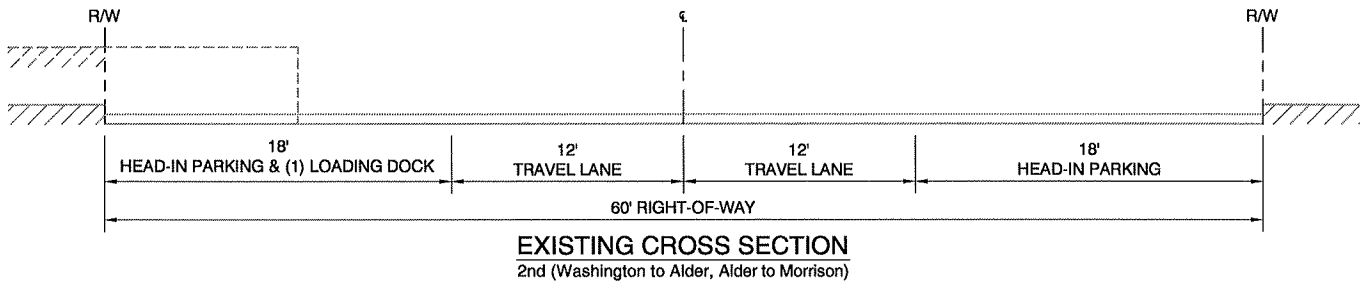 R/W
℄
R/W
18'
HEAD-IN PARKING & (1) LOADING DOCK
12'
TRAVEL LANE
12'
TRAVEL LANE
18'
HEAD-IN PARKING
60' RIGHT-OF-WAY
EXISTING CROSS SECTION
2nd (Washington to Alder, Alder to Morrison)